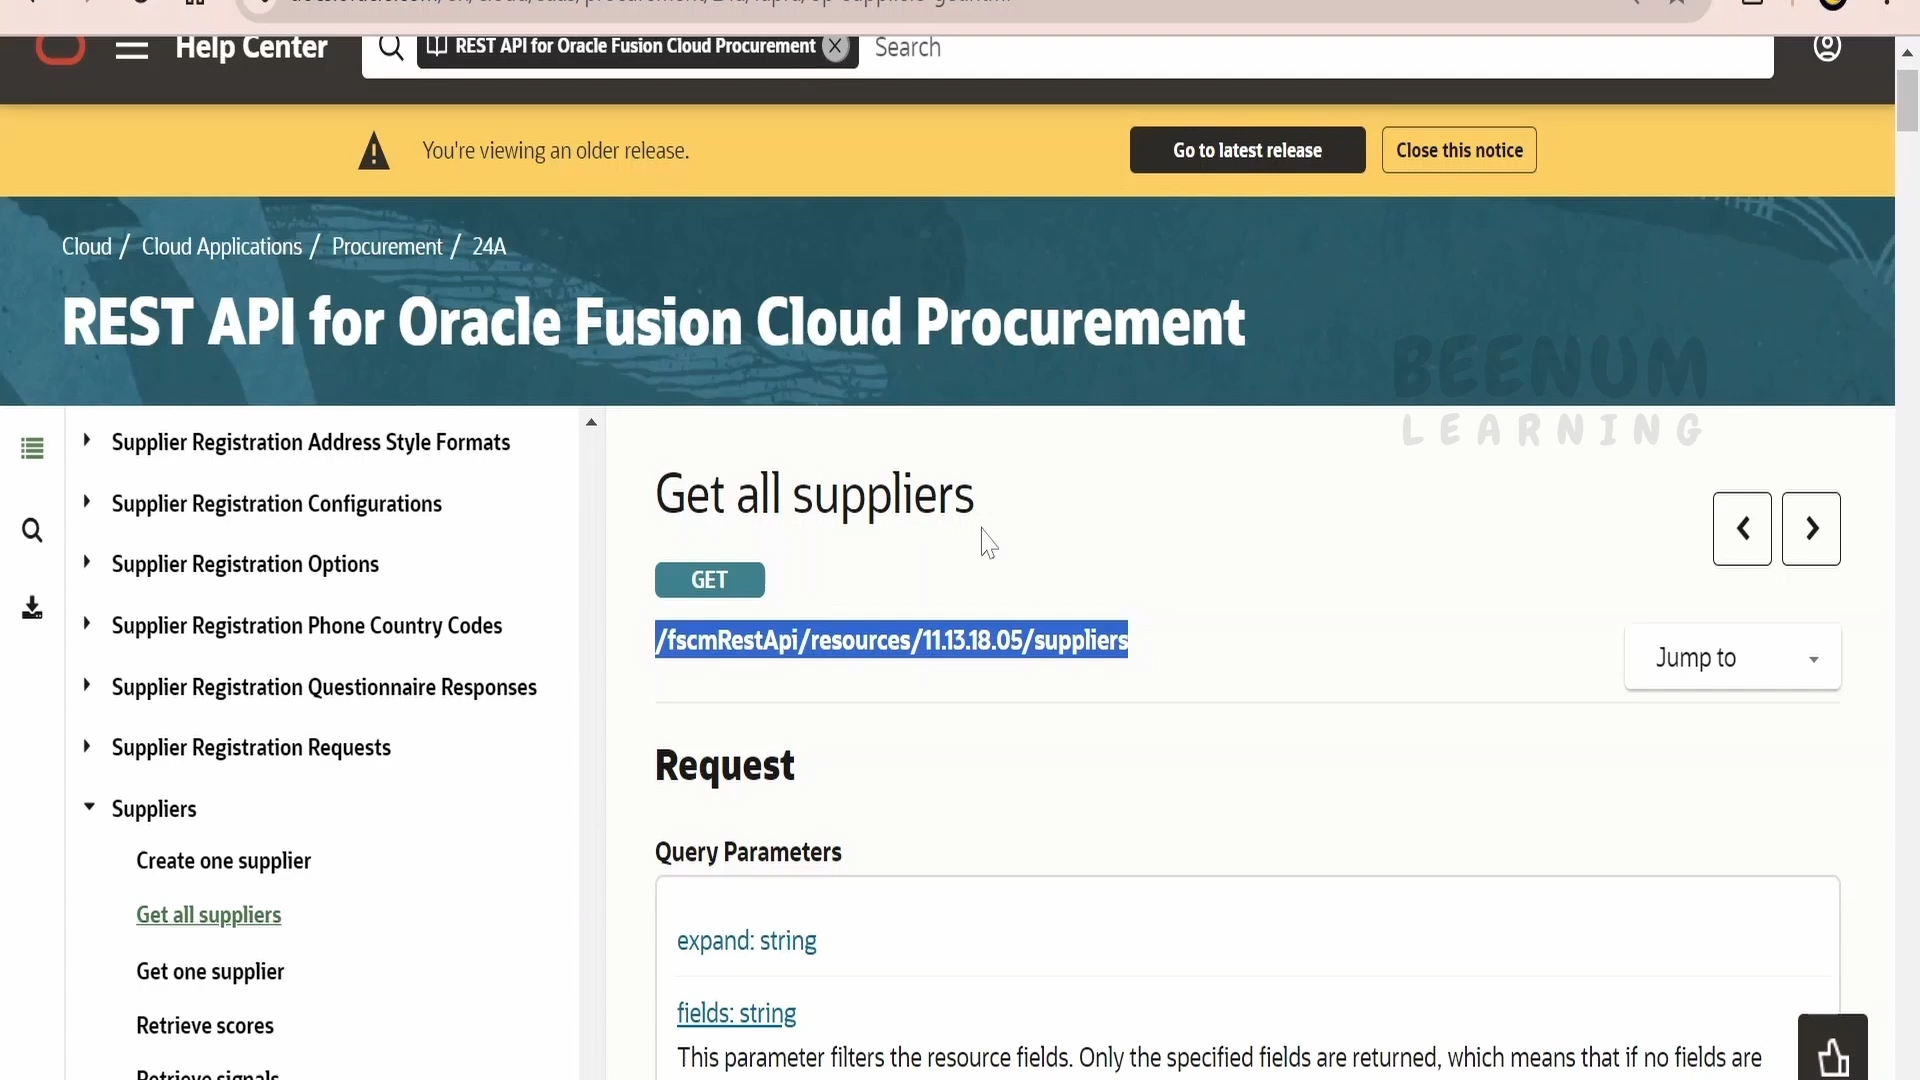 Help Center
REST API for Oracle Fusion Cloud Procurement
Search
You're viewing an older release.
Go to latest release
Close this notice
Cloud / Cloud Applications / Procurement / 24A
REST API for Oracle Fusion Cloud Procurement
BEENUM
LEARNING
Supplier Registration Address Style Formats
Supplier Registration Configurations
Supplier Registration Options
Supplier Registration Phone Country Codes
Supplier Registration Questionnaire Responses
Supplier Registration Requests
Suppliers
Create one supplier
Get all suppliers
Get one supplier
Retrieve scores
Retrieve signals
Get all suppliers
GET
/fscmRestApi/resources/11.13.18.05/suppliers
Jump to
Request
Query Parameters
expand: string
fields: string
This parameter filters the resource fields. Only the specified fields are returned, which means that if no fields are